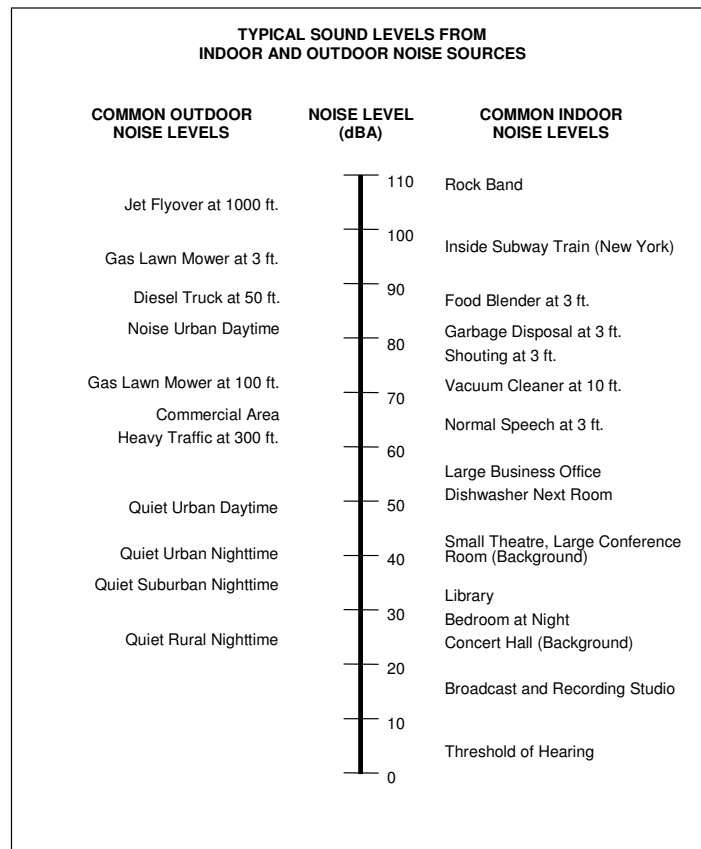 TYPICAL SOUND LEVELS FROM
INDOOR AND OUTDOOR NOISE SOURCES
COMMON OUTDOOR
NOISE LEVELS
Jet Flyover at 1000 ft.
Gas Lawn Mower at 3 ft.
Diesel Truck at 50 ft.
Noise Urban Daytime
Gas Lawn Mower at 100 ft.
Commercial Area
Heavy Traffic at 300 ft.
Quiet Urban Daytime
Quiet Urban Nighttime
Quiet Suburban Nighttime
Quiet Rural Nighttime
NOISE LEVEL
(dBA)
110
100
90
80
70
60
50
40
30
20
10
0
COMMON INDOOR
NOISE LEVELS
Rock Band
Inside Subway Train (New York)
Food Blender at 3 ft.
Garbage Disposal at 3 ft.
Shouting at 3 ft.
Vacuum Cleaner at 10 ft.
Normal Speech at 3 ft.
Large Business Office
Dishwasher Next Room
Small Theatre, Large Conference
Room (Background)
Library
Bedroom at Night
Concert Hall (Background)
Broadcast and Recording Studio
Threshold of Hearing